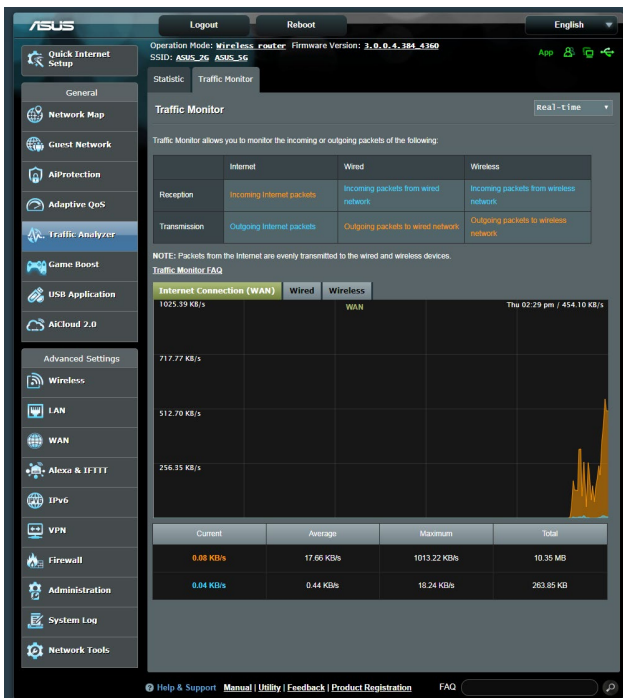 ASUS
Logout
Reboot
English
Quick Internet
Setup
Operation Mode: Wireless router Firmware Version: 3.0.0.4.384_4360
SSID: ASUS_2G ASUS_5G
App
General
Network Map
Guest Network
AiProtection
Adaptive QoS
Traffic Analyzer
Game Boost
USB Application
AiCloud 2.0
Advanced Settings
Wireless
LAN
WAN
Alexa & IFTTT
IPv6
VPN
Firewall
Administration
System Log
Network Tools
Statistic Traffic Monitor
Traffic Monitor
Real-time
Traffic Monitor allows you to monitor the incoming or outgoing packets of the following:
Internet Wired Wireless
Reception Incoming Internet packets Incoming packets from wired network Incoming packets from wireless network
Transmission Outgoing Internet packets Outgoing packets to wired network Outgoing packets to wireless network
NOTE: Packets from the Internet are evenly transmitted to the wired and wireless devices.
Traffic Monitor FAQ
Internet Connection (WAN) Wired Wireless
1025.39 KB/s WAN Thu 02:29 pm / 454.10 KB/s
717.77 KB/s
512.70 KB/s
256.35 KB/s
Current Average Maximum Total
0.08 KB/s 17.66 KB/s 1013.22 KB/s 10.35 MB
0.04 KB/s 0.44 KB/s 18.24 KB/s 263.85 KB
Help & Support Manual | Utility | Feedback | Product Registration FAQ